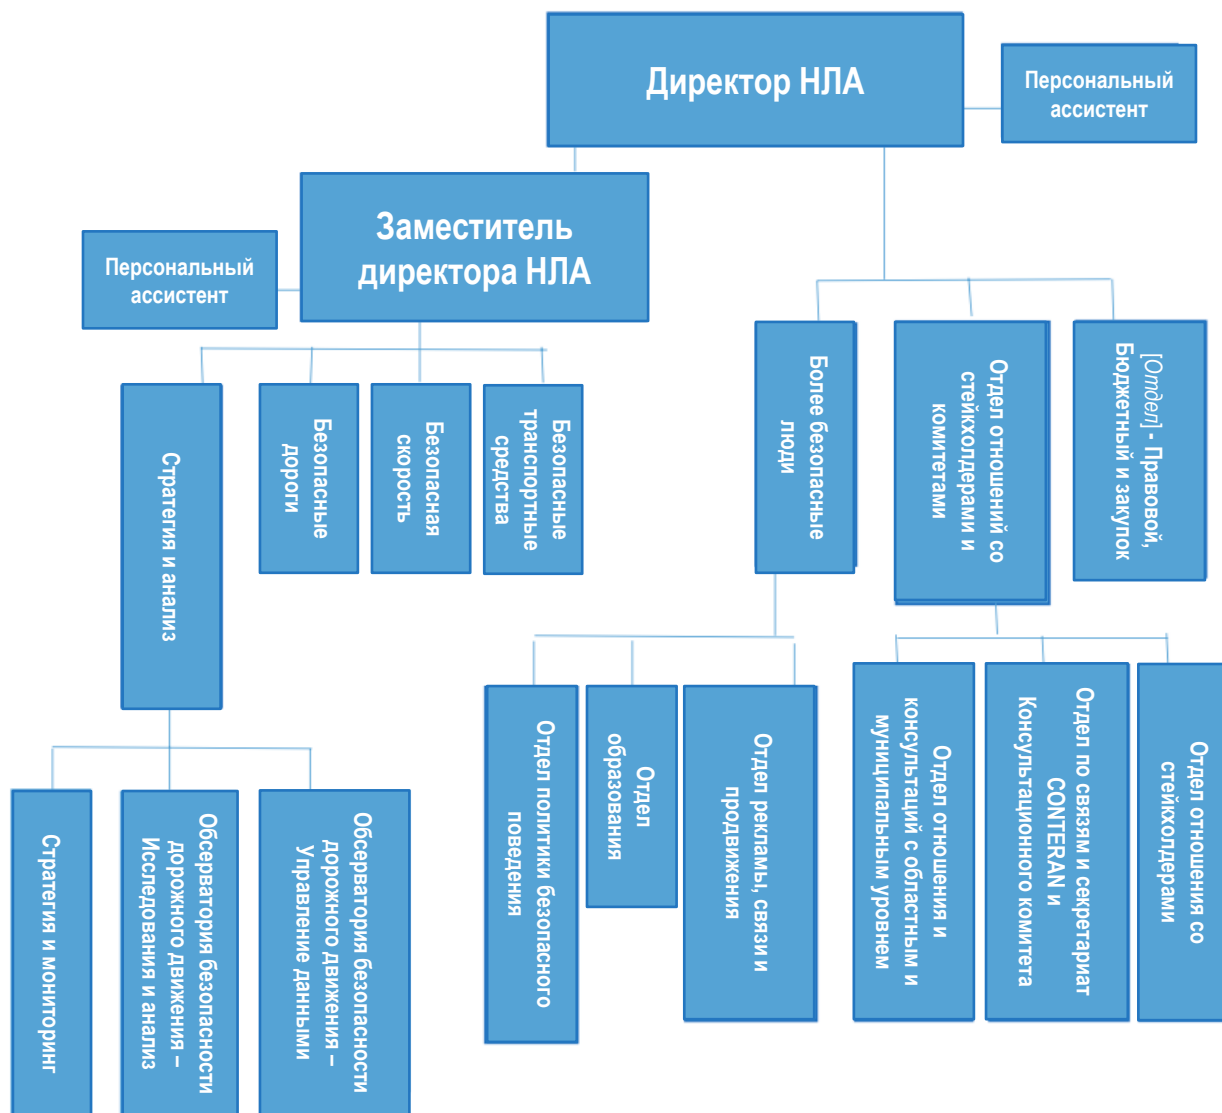 Директор НЛА
Персональный
ассистент
Заместитель
директора НЛА
Персональный
ассистент
Стратегия и анализ
Безопасные
дороги
Безопасная
скорость
Безопасные
транспортные
средства
Более безопасные
люди
Отдел отношений со
стейкхолдерами и
комитетами
[Отдел] - Правовой,
Бюджетный и закупок
Стратегия и мониторинг
Обсерватория безопасности
дорожного движения –
Исследования и анализ
Обсерватория безопасности
дорожного движения –
Управление данными
Отдел политики безопасного
поведения
Отдел
образования
Отдел рекламы, связи и
продвижения
Отдел отношения и
консультаций с областным и
муниципальным уровнем
Отдел по связям и секретариат
CONTERAN и
Консультационного комитета
Отдел отношения со
стейкхолдерами